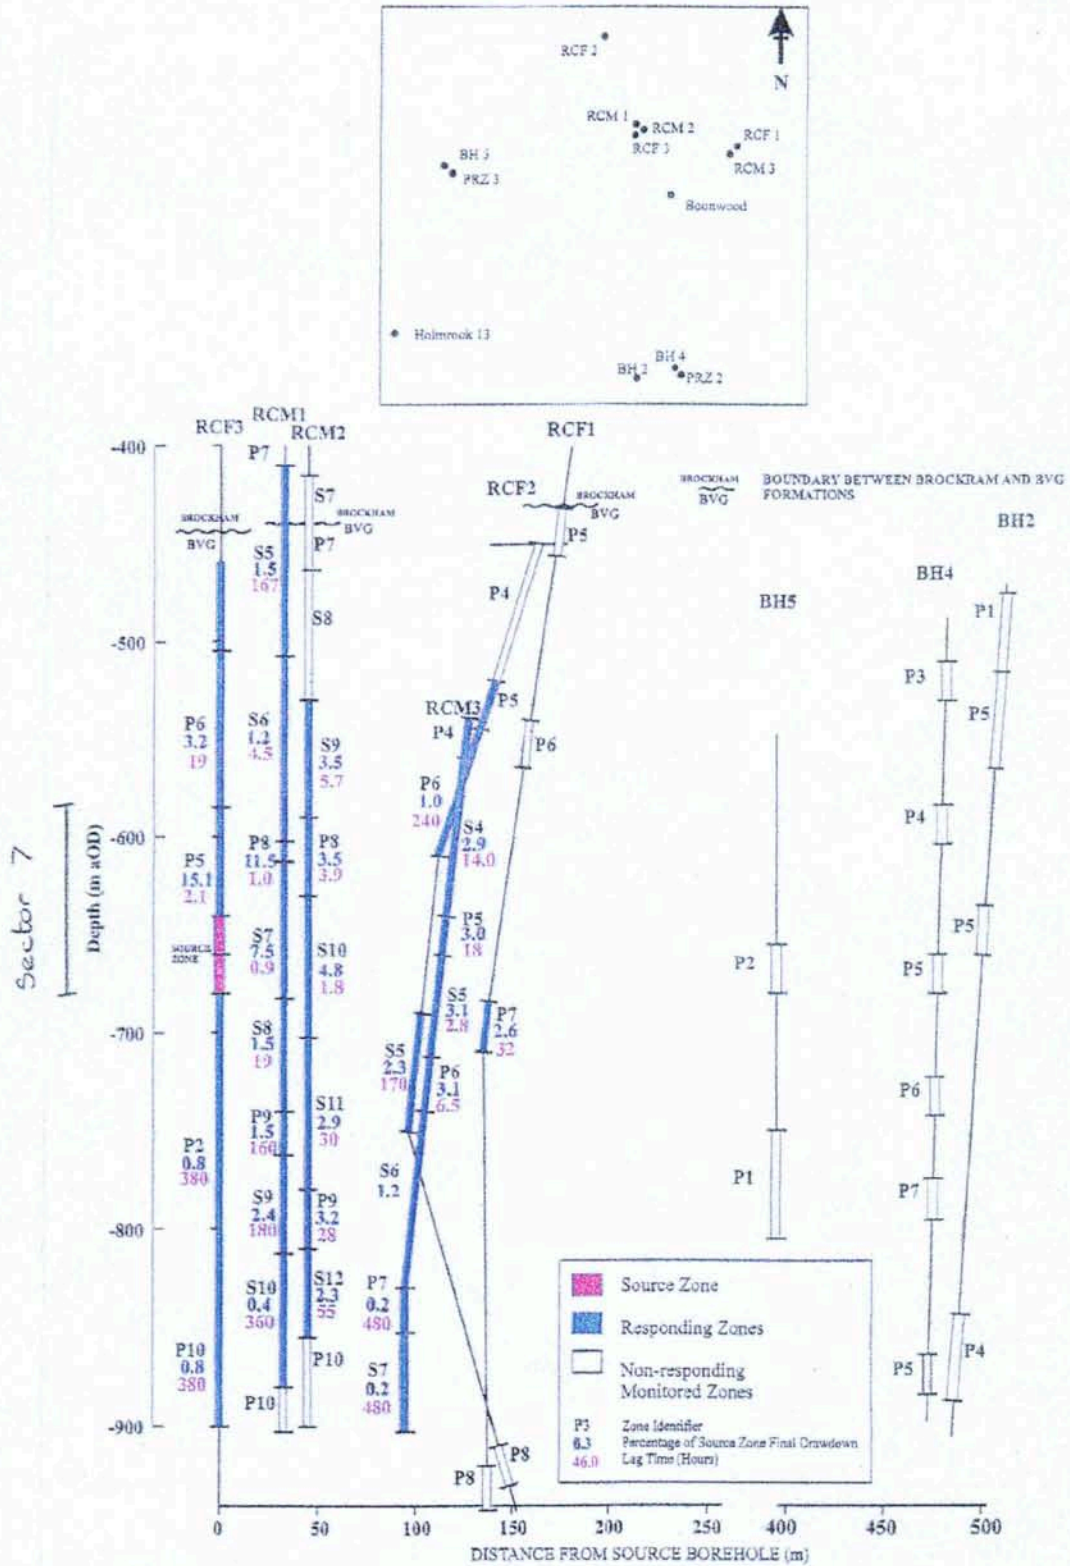 RCF 2
N
RCM 1
RCM 2
RCF 3
RCF 1
RCM 3
BH 5
PRZ 3
Boonwood
Holmrook 13
BH 4
BH 2
PRZ 2
RCF3
RCM1
RCM2
RCF1
RCF2
RCM3
BH5
BH4
BH2
BROCKRAM
BVG
BOUNDARY BETWEEN BROCKRAM AND BVG
FORMATIONS
BROCKRAM
BVG
BROCKRAM
BVG
BROCKRAM
BVG
Sector 7
Depth (m aOD)
-400
-500
-600
-700
-800
-900
P6
3.2
19
P5
15.1
2.1
SOURCE
ZONE
P2
0.8
380
P10
0.8
380
P7
S5
1.5
167
S6
1.2
4.5
P8
11.5
1.0
S7
7.5
0.9
S8
1.5
19
P9
1.5
160
S9
2.4
180
S10
0.4
360
P10
S7
P7
S8
S9
3.5
5.7
P8
3.5
3.9
S10
4.8
1.8
S11
2.9
30
P9
3.2
28
S12
2.3
55
P10
P4
P5
P6
1.0
240
S5
2.3
170
P8
P4
S4
2.9
14.0
P5
3.0
18
S5
3.1
2.8
P6
3.1
6.5
S6
1.2
P7
0.2
480
S7
0.2
480
P5
P6
P7
2.6
32
P8
P2
P1
P3
P4
P5
P6
P7
P5
P1
P5
P5
P4
Source Zone
Responding Zones
Non-responding
Monitored Zones
P3 Zone Identifier
6.3 Percentage of Source Zone Final Drawdown
46.0 Lag Time (Hours)
0 50 100 150 200 250 400 450 500
DISTANCE FROM SOURCE BOREHOLE (m)